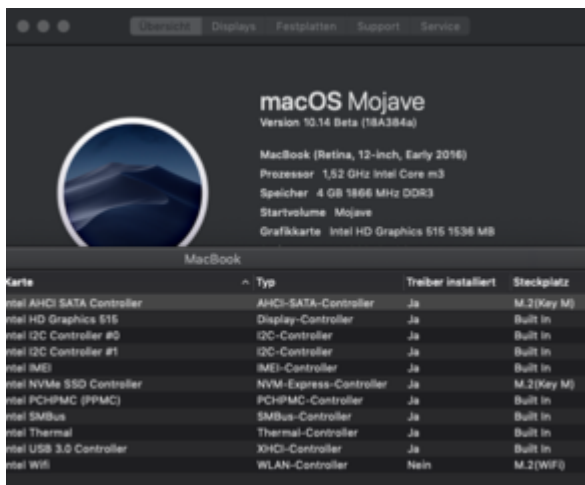 Übersicht Displays Festplatten Support Service
macOS Mojave
Version 10.14 Beta (18A384a)
MacBook (Retina, 12-inch, Early 2016)
Prozessor 1,52 GHz Intel Core m3
Speicher 4 GB 1866 MHz DDR3
Startvolume Mojave
Grafikkarte Intel HD Graphics 515 1536 MB
MacBook
Karte Typ Treiber installiert Steckplatz
ntel AHCI SATA Controller AHCI-SATA-Controller Ja M.2(Key M)
ntel HD Graphics 515 Display-Controller Ja Built In
ntel I2C Controller #0 I2C-Controller Ja Built In
ntel I2C Controller #1 I2C-Controller Ja Built In
ntel IMEI IMEI-Controller Ja Built In
ntel NVMe SSD Controller NVM-Express-Controller Ja M.2(Key M)
ntel PCHPMC (PPMC) PCHPMC-Controller Ja Built In
ntel SMBus SMBus-Controller Ja Built In
ntel Thermal Thermal-Controller Ja Built In
ntel USB 3.0 Controller XHCI-Controller Ja Built In
ntel Wifi WLAN-Controller Nein M.2(WiFi)